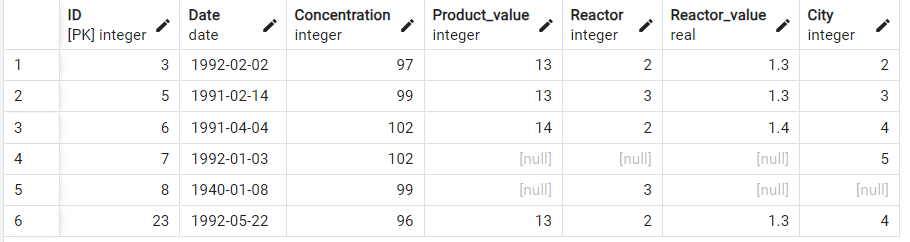 ID Date Concentration Product_value Reactor Reactor_value City
[PK] integer date integer integer integer real integer
1 3 1992-02-02 97 13 2 1.3 2
2 5 1991-02-14 99 13 3 1.3 3
3 6 1991-04-04 102 14 2 1.4 4
4 7 1992-01-03 102 [null] [null] [null] 5
5 8 1940-01-08 99 [null] 3 [null] [null]
6 23 1992-05-22 96 13 2 1.3 4